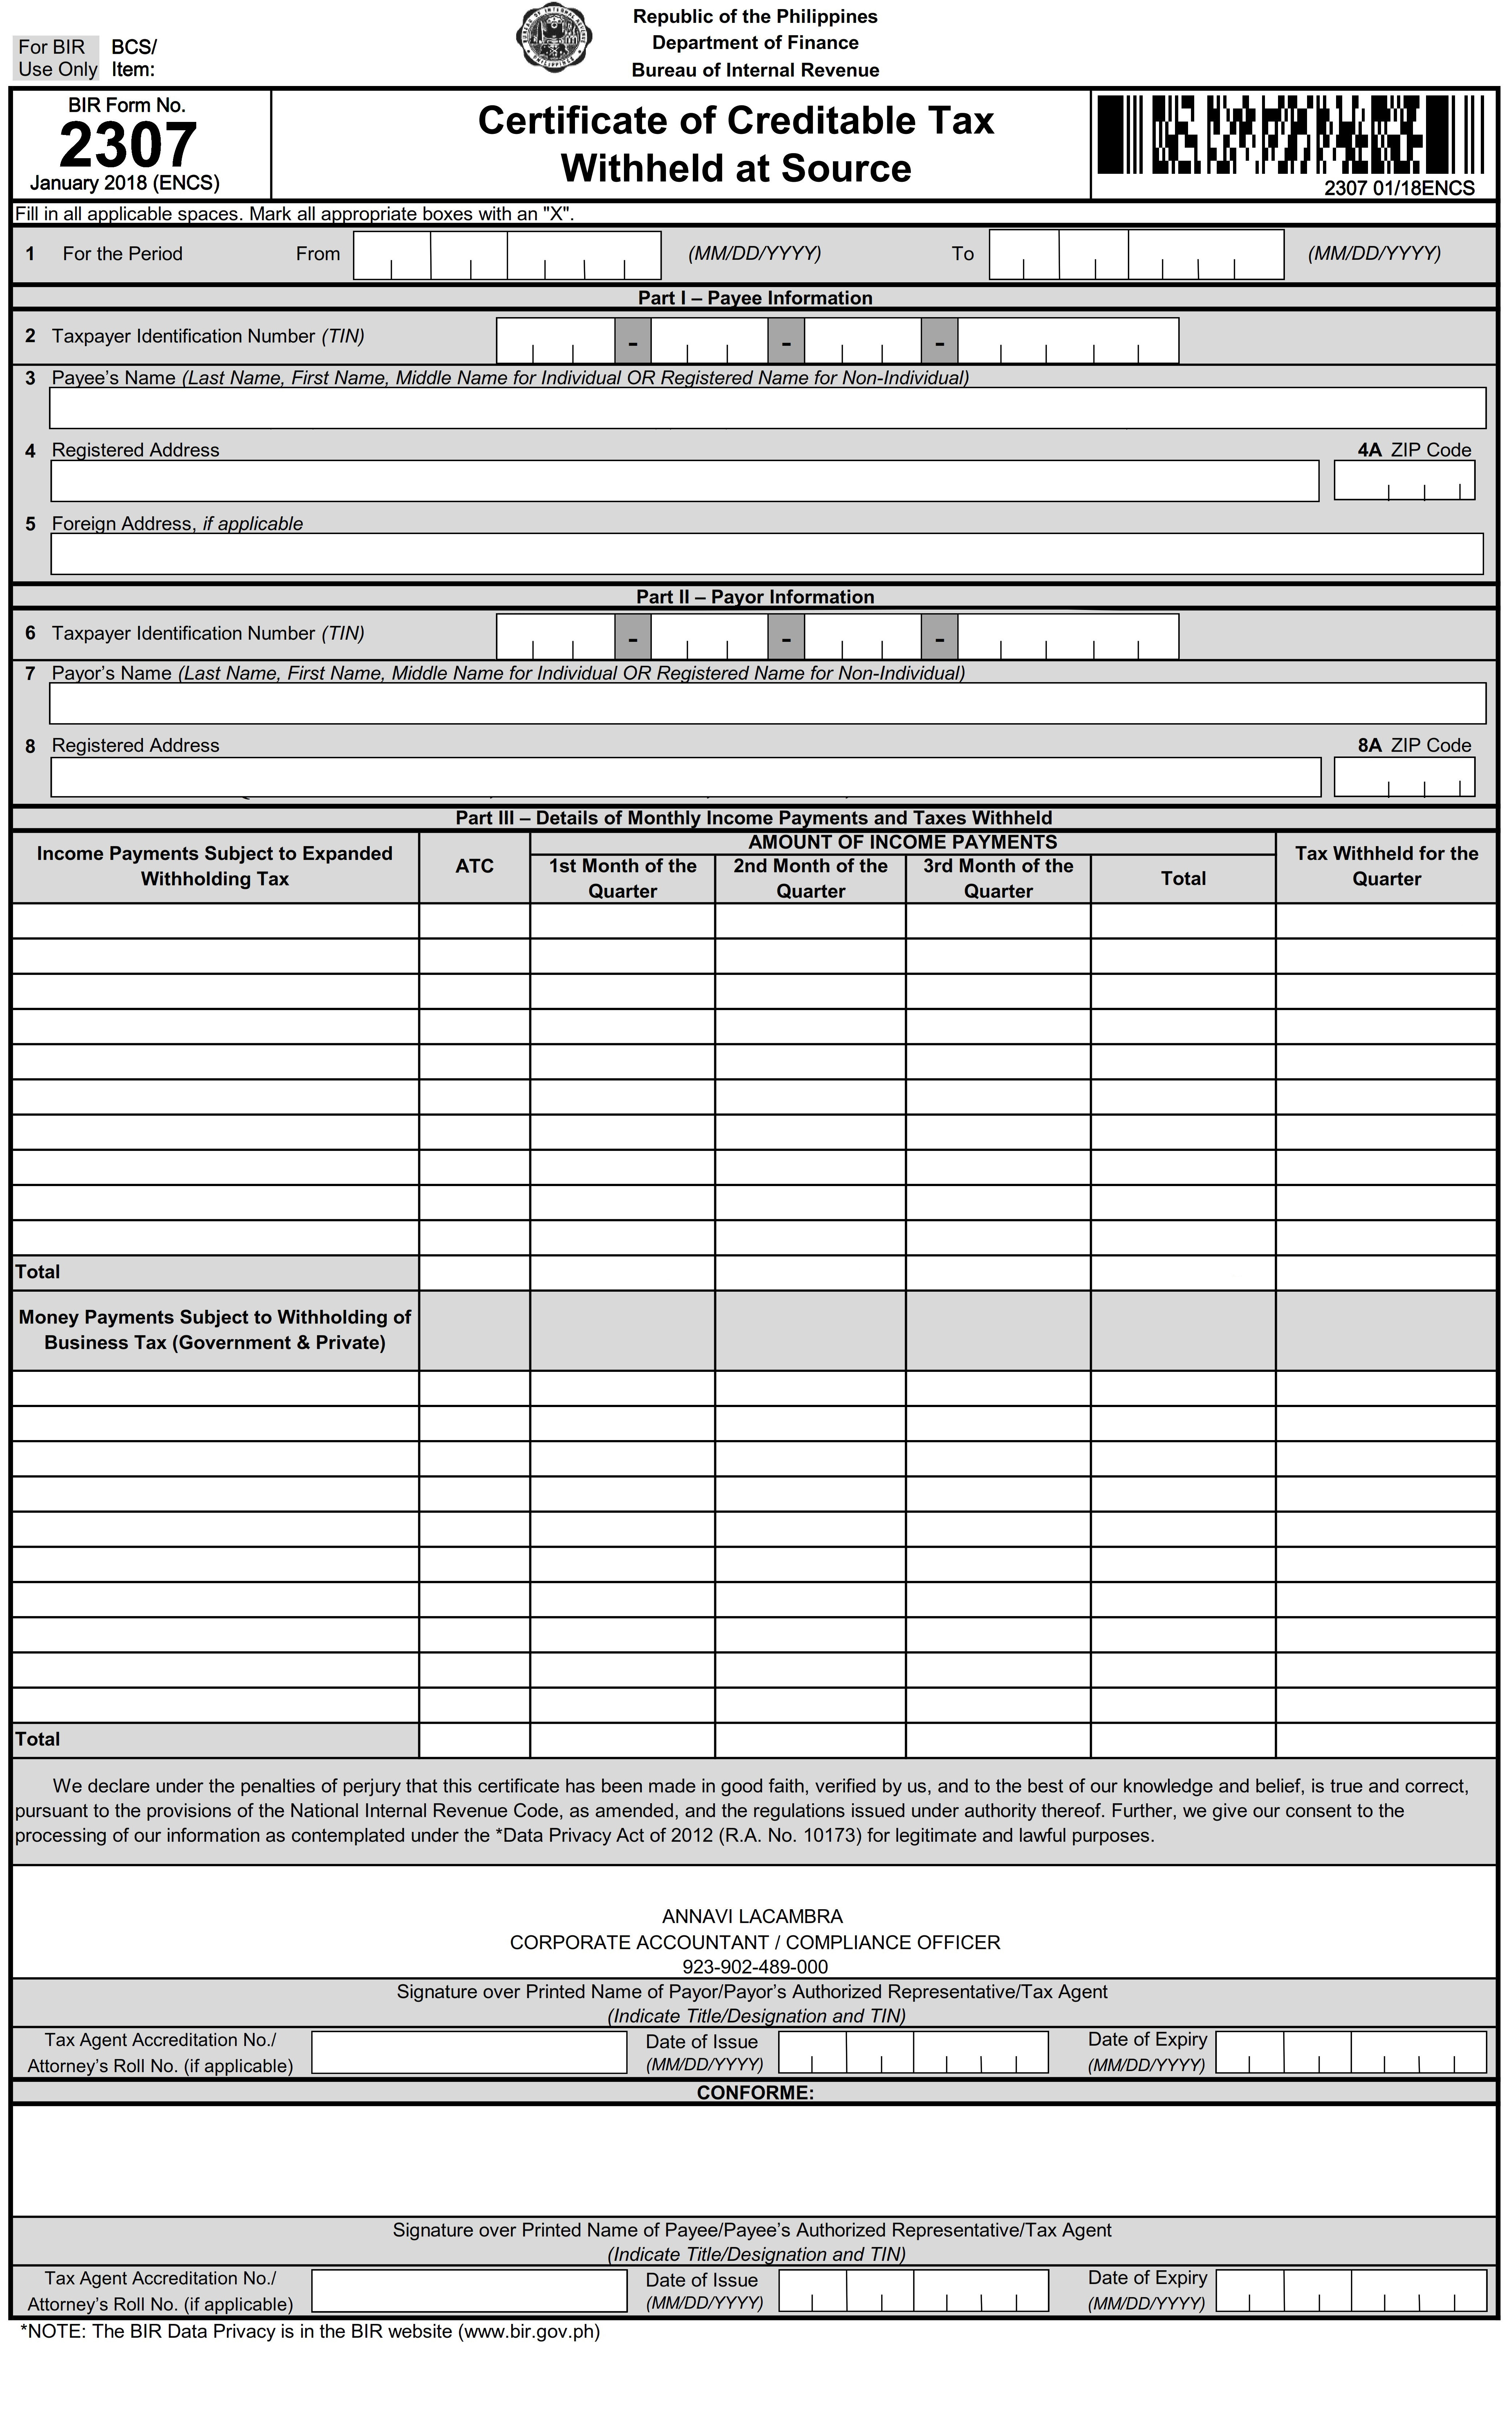 Republic of the Philippines
Department of Finance
Bureau of Internal Revenue
For BIR
Use Only
BCS/
Item:
BIR Form No.
2307
January 2018 (ENCS)
Certificate of Creditable Tax
Withheld at Source
2307 01/18ENCS
Fill in all applicable spaces. Mark all appropriate boxes with an "X".
1 For the Period From (MM/DD/YYYY) To (MM/DD/YYYY)
Part I – Payee Information
2 Taxpayer Identification Number (TIN) - - -
3 Payee's Name (Last Name, First Name, Middle Name for Individual OR Registered Name for Non-Individual)
4 Registered Address 4A ZIP Code
5 Foreign Address, if applicable
Part II – Payor Information
6 Taxpayer Identification Number (TIN) - - -
7 Payor's Name (Last Name, First Name, Middle Name for Individual OR Registered Name for Non-Individual)
8 Registered Address 8A ZIP Code
Part III – Details of Monthly Income Payments and Taxes Withheld
Income Payments Subject to Expanded
Withholding Tax
ATC
AMOUNT OF INCOME PAYMENTS
1st Month of the
Quarter
2nd Month of the
Quarter
3rd Month of the
Quarter
Total
Tax Withheld for the
Quarter
Total
Money Payments Subject to Withholding of
Business Tax (Government & Private)
Total
We declare under the penalties of perjury that this certificate has been made in good faith, verified by us, and to the best of our knowledge and belief, is true and correct,
pursuant to the provisions of the National Internal Revenue Code, as amended, and the regulations issued under authority thereof. Further, we give our consent to the
processing of our information as contemplated under the *Data Privacy Act of 2012 (R.A. No. 10173) for legitimate and lawful purposes.
ANNAVI LACAMBRA
CORPORATE ACCOUNTANT / COMPLIANCE OFFICER
923-902-489-000
Signature over Printed Name of Payor/Payor's Authorized Representative/Tax Agent
(Indicate Title/Designation and TIN)
Tax Agent Accreditation No./
Attorney's Roll No. (if applicable)
Date of Issue
(MM/DD/YYYY)
Date of Expiry
(MM/DD/YYYY)
CONFORME:
Signature over Printed Name of Payee/Payee's Authorized Representative/Tax Agent
(Indicate Title/Designation and TIN)
Tax Agent Accreditation No./
Attorney's Roll No. (if applicable)
Date of Issue
(MM/DD/YYYY)
Date of Expiry
(MM/DD/YYYY)
*NOTE: The BIR Data Privacy is in the BIR website (www.bir.gov.ph)